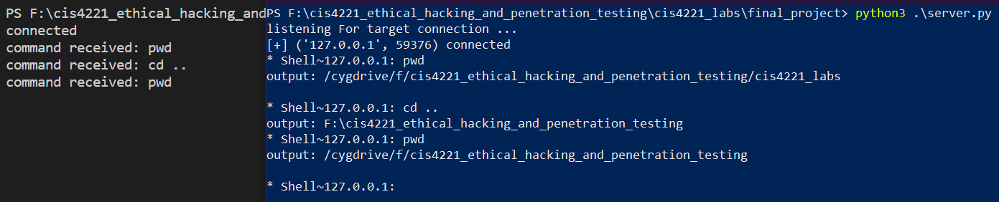 PS F:\cis4221_ethical_hacking_and
connected
command received: pwd
command received: cd ..
command received: pwd
PS F:\cis4221_ethical_hacking_and_penetration_testing\cis4221_labs\final_project> python3 .\server.py
listening For target connection ...
[+] ('127.0.0.1', 59376) connected
* Shell~127.0.0.1: pwd
output: /cygdrive/f/cis4221_ethical_hacking_and_penetration_testing/cis4221_labs
* Shell~127.0.0.1: cd ..
output: F:\cis4221_ethical_hacking_and_penetration_testing
* Shell~127.0.0.1: pwd
output: /cygdrive/f/cis4221_ethical_hacking_and_penetration_testing
* Shell~127.0.0.1: